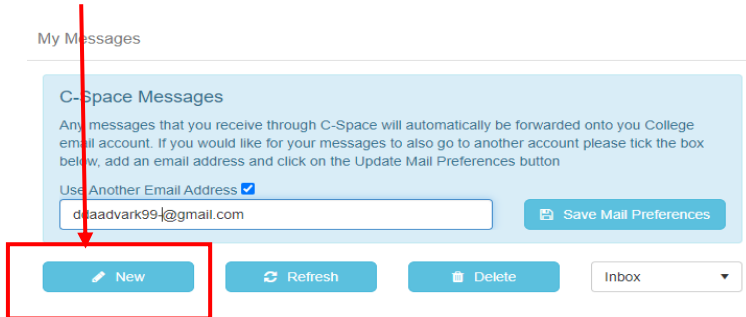 My Messages
C-Space Messages
Any messages that you receive through C-Space will automatically be forwarded onto you College
email account. If you would like for your messages to also go to another account please tick the box
below, add an email address and click on the Update Mail Preferences button
Use Another Email Address
ddaadvark99-@gmail.com
Save Mail Preferences
New
Refresh
Delete
Inbox